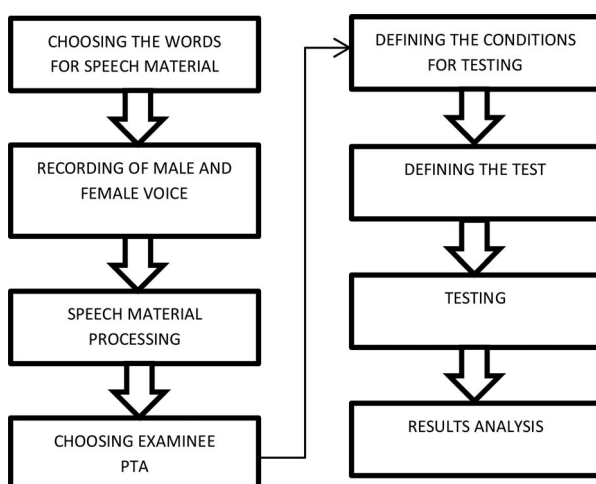 CHOOSING THE WORDS
FOR SPEECH MATERIAL
RECORDING OF MALE AND
FEMALE VOICE
SPEECH MATERIAL
PROCESSING
CHOOSING EXAMINEE
PTA
DEFINING THE CONDITIONS
FOR TESTING
DEFINING THE TEST
TESTING
RESULTS ANALYSIS